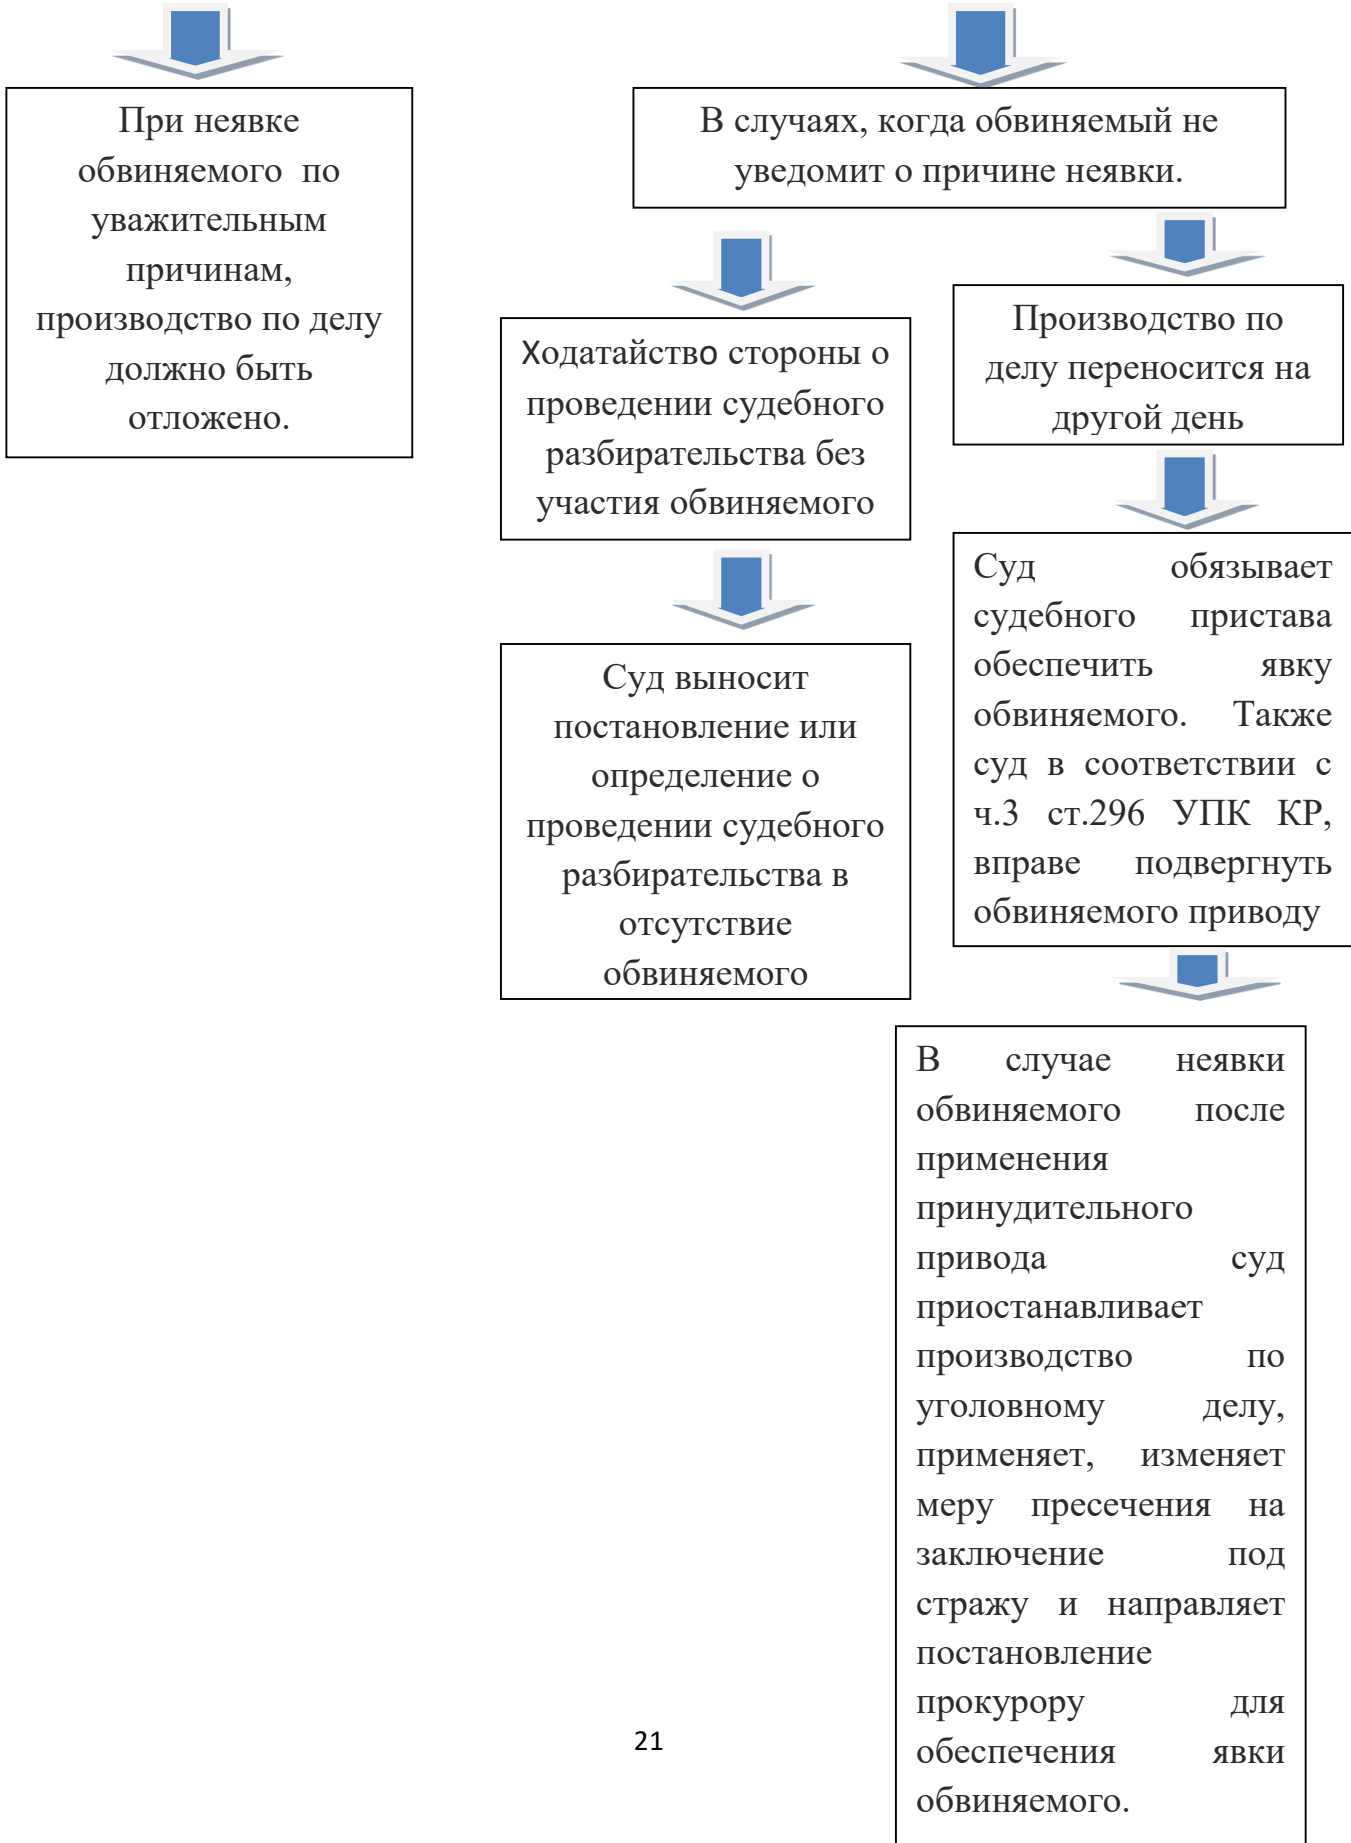 При неявке
обвиняемого по
уважительным
причинам,
производство по делу
должно быть
отложено.
В случаях, когда обвиняемый не
уведомит о причине неявки.
Ходатайство стороны о
проведении судебного
разбирательства без
участия обвиняемого
Суд выносит
постановление или
определение о
проведении судебного
разбирательства в
отсутствие
обвиняемого
Производство по
делу переносится на
другой день
Суд обязывает
судебного пристава
обеспечить явку
обвиняемого. Также
суд в соответствии с
ч.3 ст.296 УПК КР,
вправе подвергнуть
обвиняемого приводу
В случае неявки
обвиняемого после
применения
принудительного
привода суд
приостанавливает
производство по
уголовному делу,
применяет, изменяет
меру пресечения на
заключение под
стражу и направляет
постановление
прокурору для
обеспечения явки
обвиняемого.
21